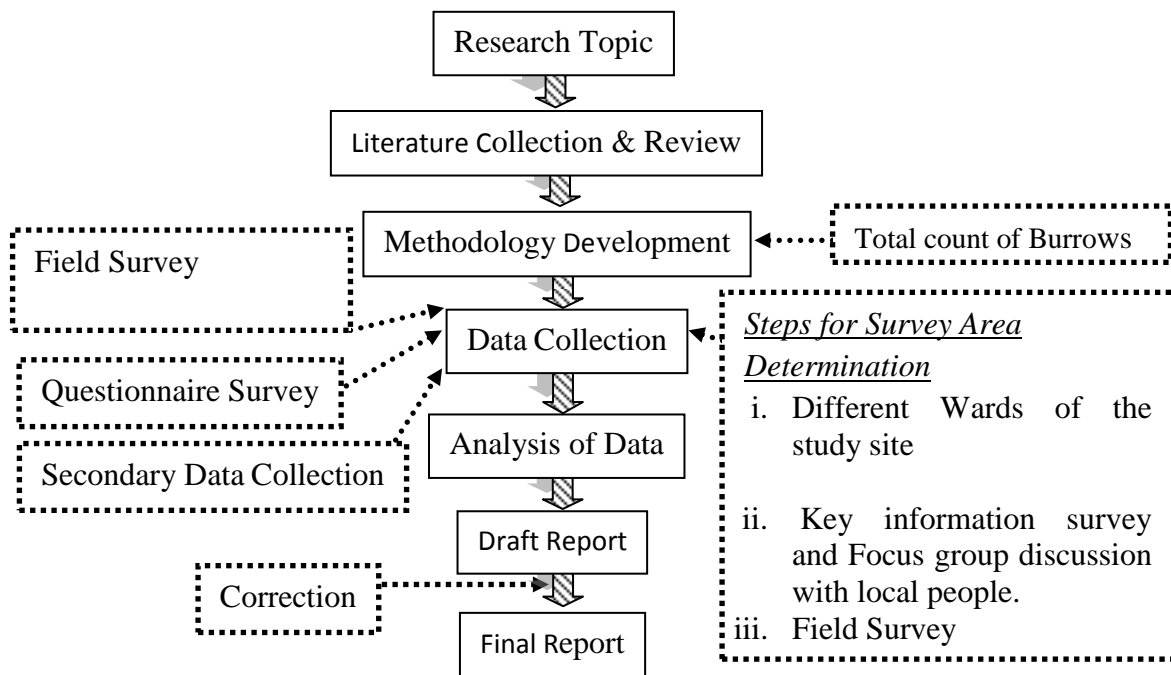 Research Topic
Literature Collection & Review
Methodology Development
Total count of Burrows
Field Survey
Data Collection
Questionnaire Survey
Secondary Data Collection
Steps for Survey Area
Determination
i. Different Wards of the
study site
ii. Key information survey
and Focus group discussion
with local people.
iii. Field Survey
Analysis of Data
Draft Report
Correction
Final Report